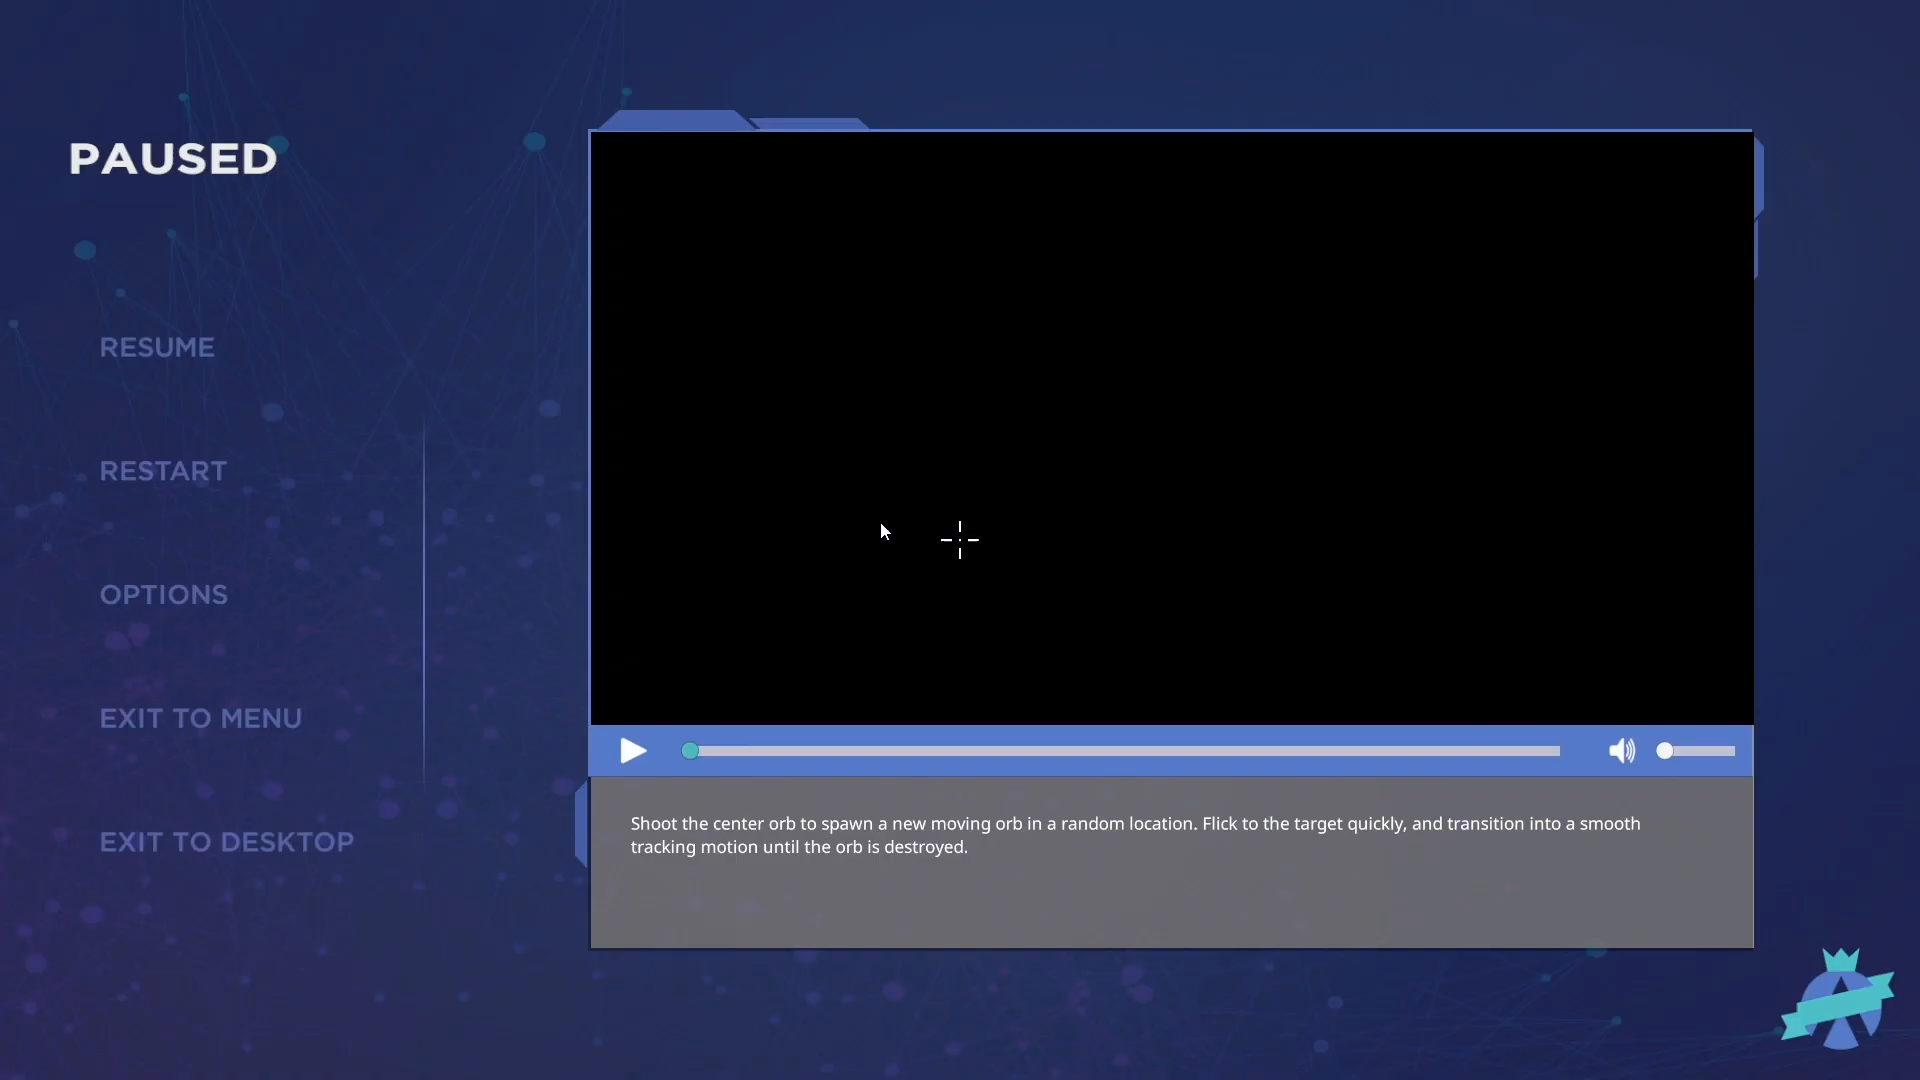 PAUSED
RESUME
RESTART
OPTIONS
EXIT TO MENU
EXIT TO DESKTOP
Shoot the center orb to spawn a new moving orb in a random location. Flick to the target quickly, and transition into a smooth
tracking motion until the orb is destroyed.